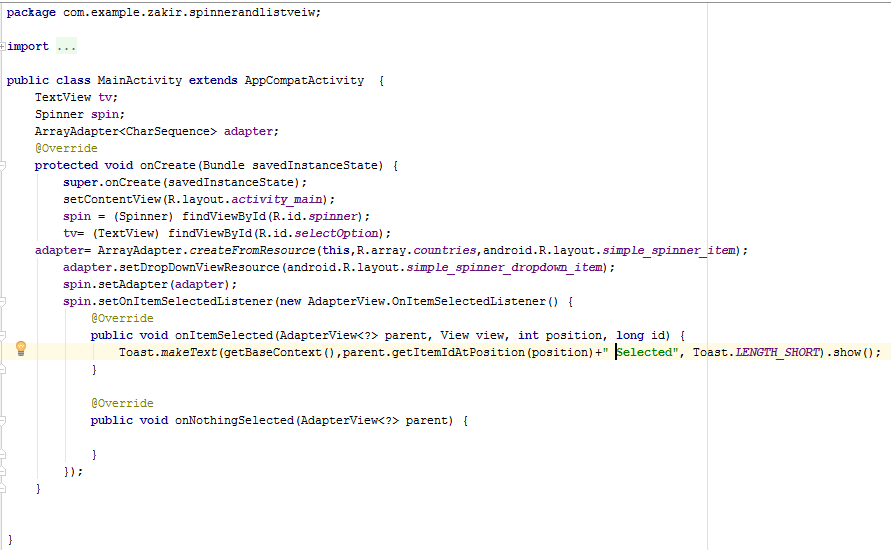 package com.example.zakir.spinnerandlistveiw;
import ...
public class MainActivity extends AppCompatActivity  {
    TextView tv;
    Spinner spin;
    ArrayAdapter<CharSequence> adapter;
    @Override
    protected void onCreate(Bundle savedInstanceState) {
        super.onCreate(savedInstanceState);
        setContentView(R.layout.activity_main);
        spin = (Spinner) findViewById(R.id.spinner);
        tv= (TextView) findViewById(R.id.selectOption);
    adapter= ArrayAdapter.createFromResource(this,R.array.countries,android.R.layout.simple_spinner_item);
        adapter.setDropDownViewResource(android.R.layout.simple_spinner_dropdown_item);
        spin.setAdapter(adapter);
        spin.setOnItemSelectedListener(new AdapterView.OnItemSelectedListener() {
            @Override
            public void onItemSelected(AdapterView<?> parent, View view, int position, long id) {
                Toast.makeText(getBaseContext(),parent.getItemIdAtPosition(position)+" Selected", Toast.LENGTH_SHORT).show();
            }
            @Override
            public void onNothingSelected(AdapterView<?> parent) {
            }
        });
    }
}